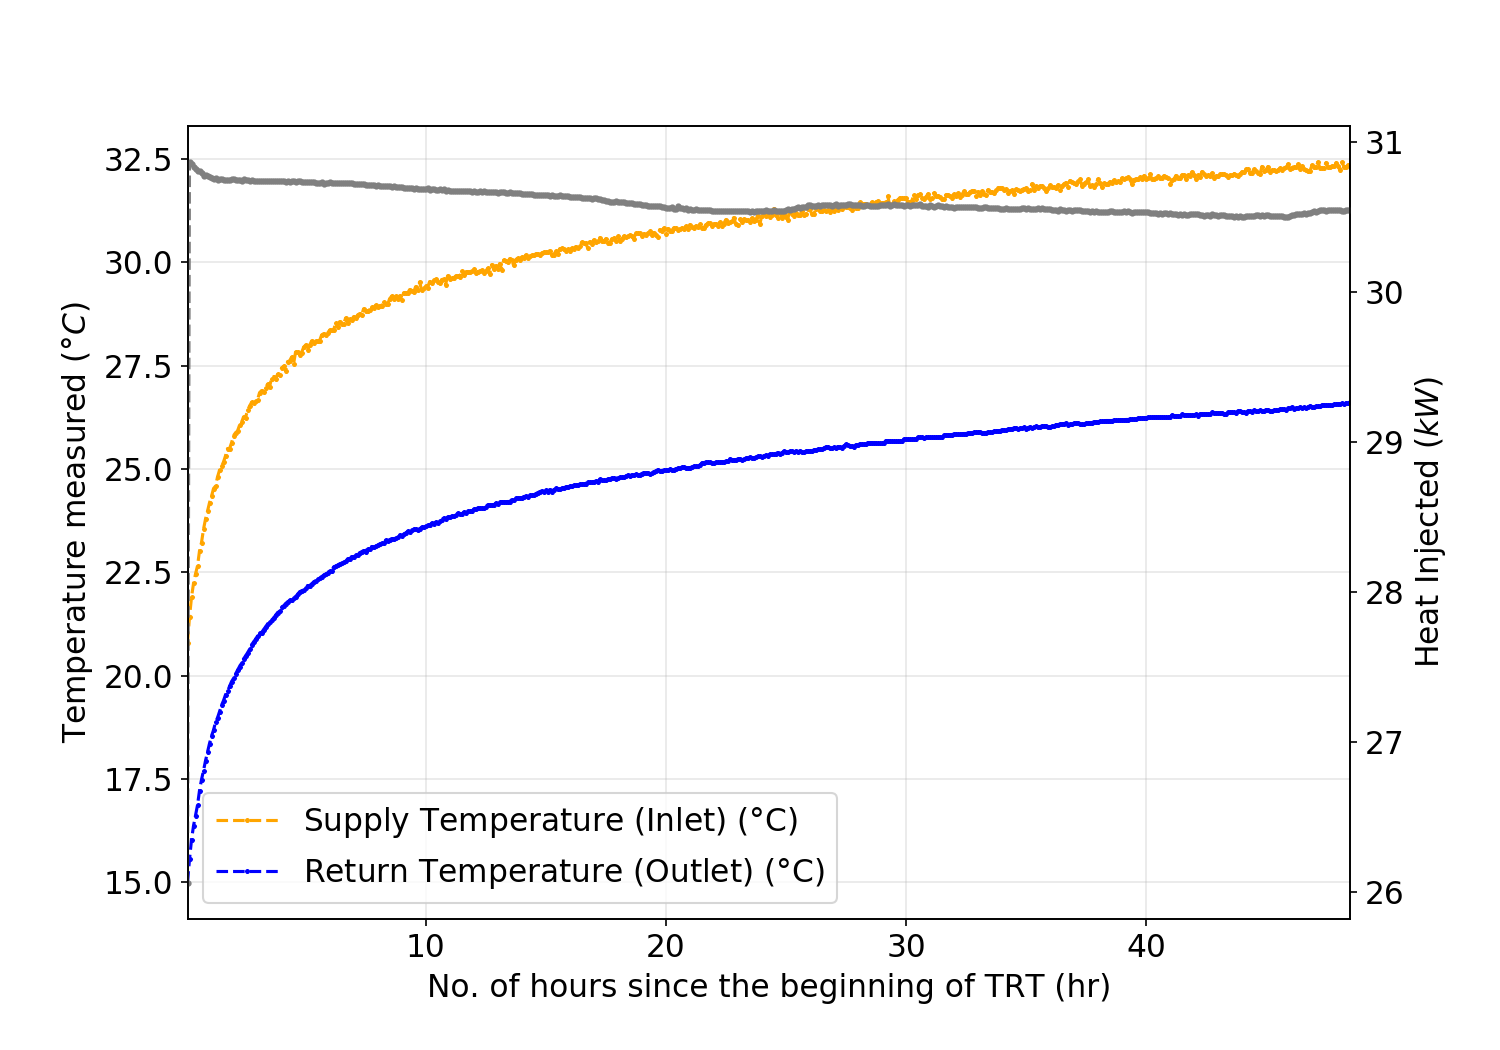 32.5
30.0
27.5
25.0
22.5
20.0
17.5
15.0
Temperature measured (°C)
31
30
29
28
27
26
Heat Injected (kW)
Supply Temperature (Inlet) (°C)
Return Temperature (Outlet) (°C)
10 20 30 40
No. of hours since the beginning of TRT (hr)